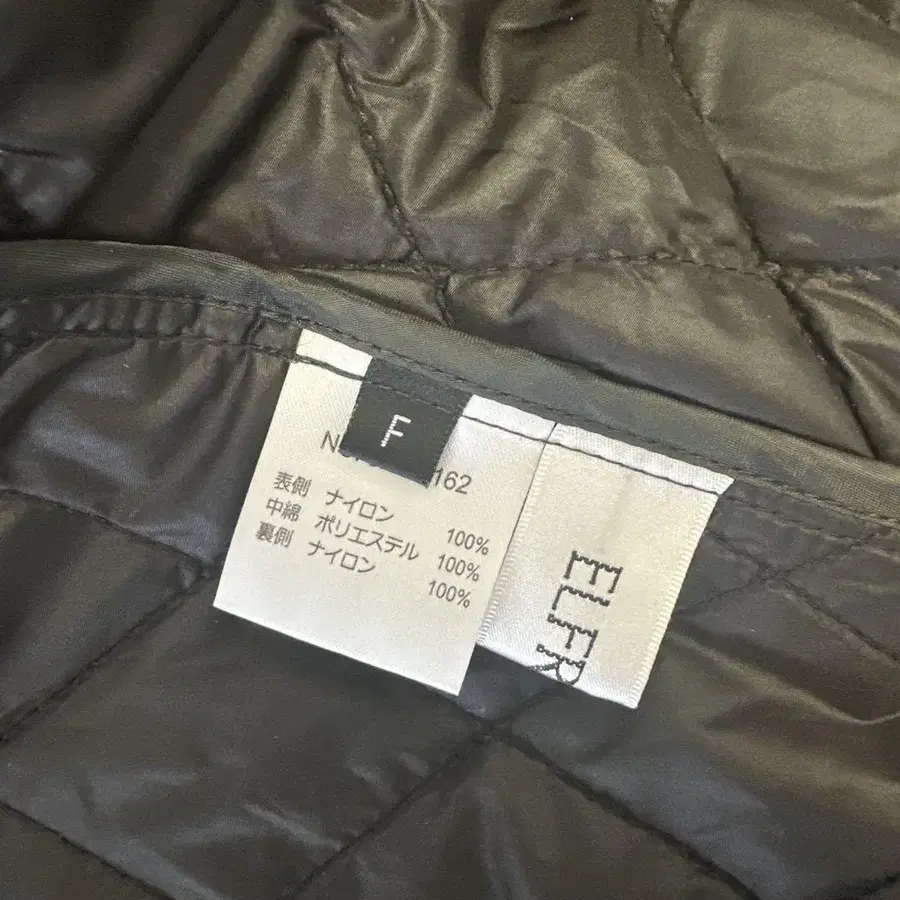 F
162
表側 ナイロン 100%
中綿 ポリエステル 100%
裏側 ナイロン 100%
ELFR